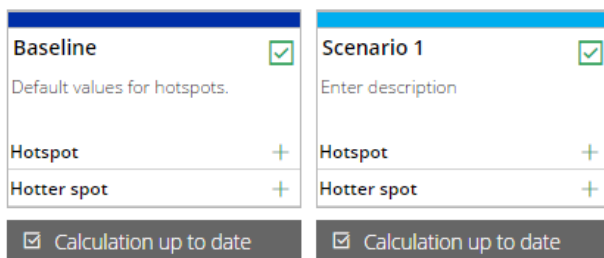 Baseline
Default values for hotspots.
Hotspot
Hotter spot
Calculation up to date
Scenario 1
Enter description
Hotspot
Hotter spot
Calculation up to date